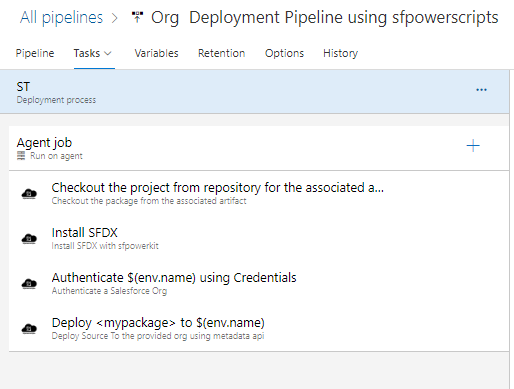 All pipelines > Org Deployment Pipeline using sfpowerscripts
Pipeline Tasks Variables Retention Options History
ST
Deployment process
...
Agent job
Run on agent
Checkout the project from repository for the associated a...
Checkout the package from the associated artifact
Install SFDX
Install SFDX with sfpowerkit
Authenticate $(env.name) using Credentials
Authenticate a Salesforce Org
Deploy <mypackage> to $(env.name)
Deploy Source To the provided org using metadata api